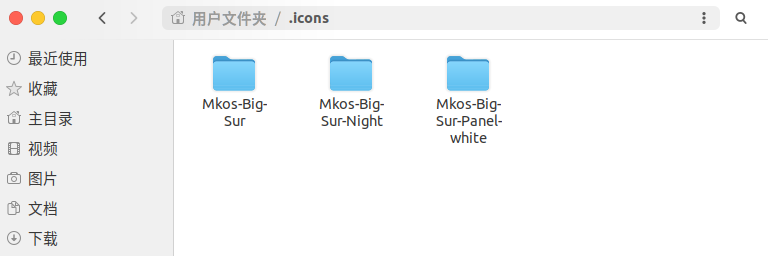 用户文件夹 / .icons
最近使用
收藏
主目录
视频
图片
文档
下载
Mkos-Big-
Sur
Mkos-Big-
Sur-Night
Mkos-Big-
Sur-Panel-
white